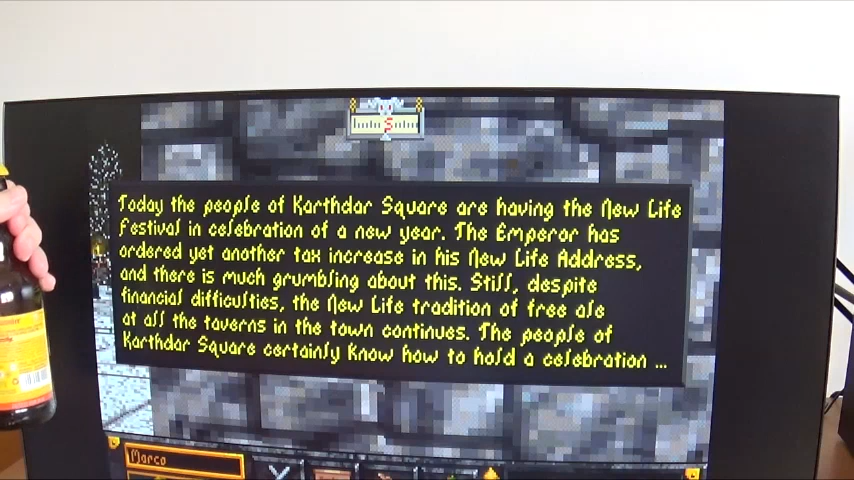 S
Today the people of Karthdar Square are having the New Life
Festival in celebration of a new year. The Emperor has
ordered yet another tax increase in his New Life Address,
and there is much grumbling about this. Still, despite
financial difficulties, the New Life tradition of free ale
at all the taverns in the town continues. The people of
Karthdar Square certainly know how to hold a celebration ...
Marco